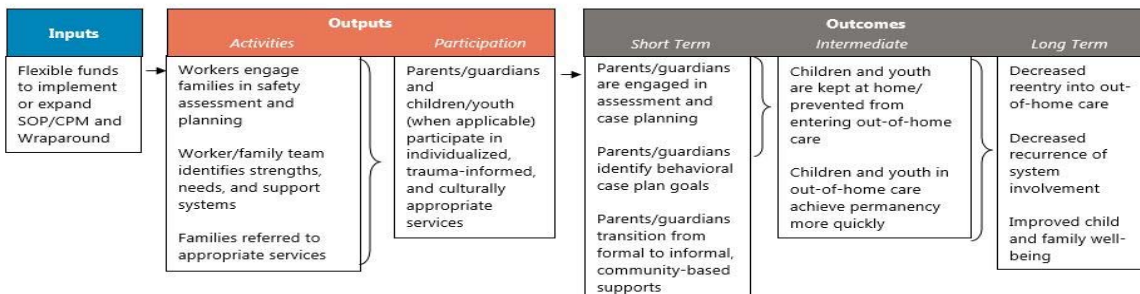 Inputs
Flexible funds
to implement
or expand
SOP/CPM and
Wraparound
Outputs
Activities
Participation
Workers engage
families in safety
assessment and
planning
Worker/family team
identifies strengths,
needs, and support
systems
Families referred to
appropriate services
Parents/guardians
and
children/youth
(when applicable)
participate in
individualized,
trauma-informed,
and culturally
appropriate
services
Outcomes
Short Term
Intermediate
Long Term
Parents/guardians
are engaged in
assessment and
case planning
Parents/guardians
identify behavioral
case plan goals
Parents/guardians
transition from
formal to informal,
community-based
supports
Children and youth
are kept at home/
prevented from
entering out-of-home
care
Children and youth in
out-of-home care
achieve permanency
more quickly
Decreased
reentry into out-
of-home care
Decreased
recurrence of
system
involvement
Improved child
and family well-
being